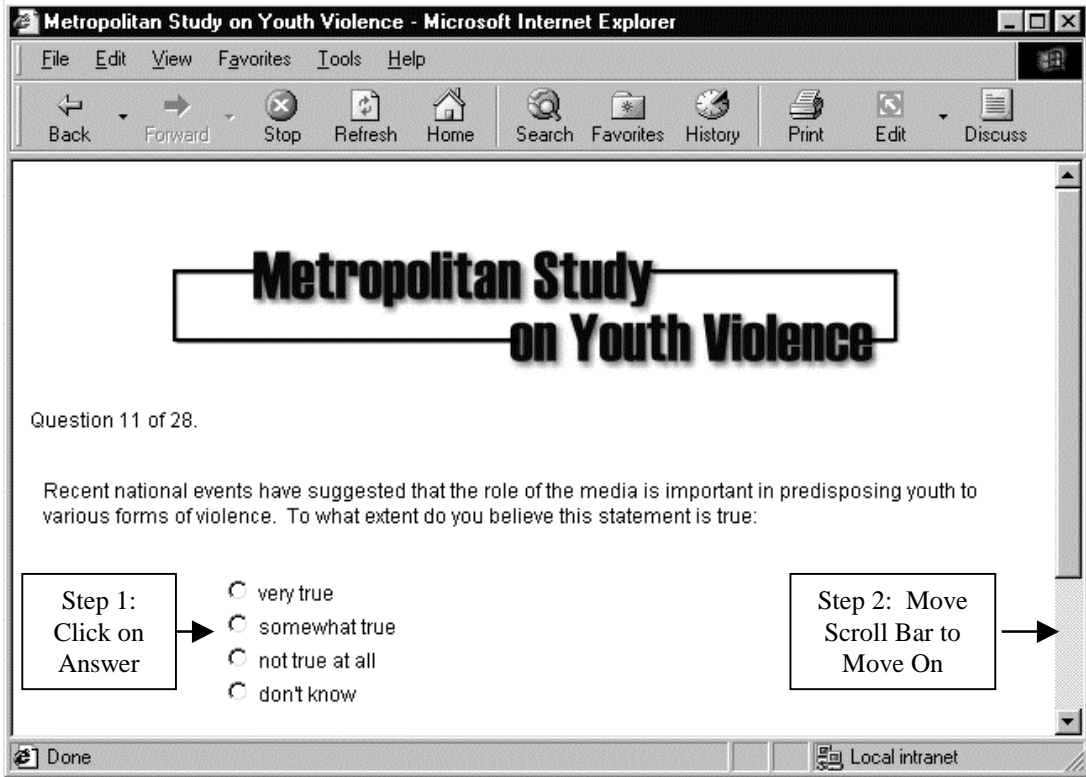 Metropolitan Study on Youth Violence - Microsoft Internet Explorer
File Edit View Favorites Tools Help
Back Forward Stop Refresh Home Search Favorites History Print Edit Discuss
Metropolitan Study
on Youth Violence
Question 11 of 28.
Recent national events have suggested that the role of the media is important in predisposing youth to
various forms of violence.  To what extent do you believe this statement is true:
Step 1:
Click on
Answer
very true
somewhat true
not true at all
don't know
Step 2:  Move
Scroll Bar to
Move On
Done
Local intranet